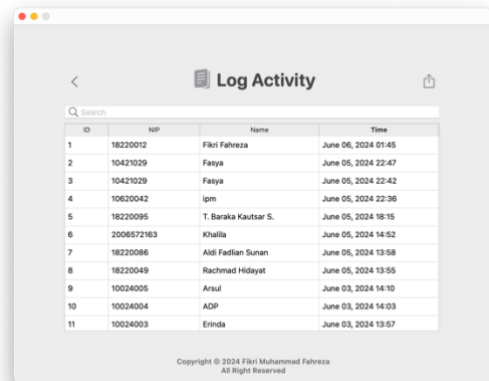 Log Activity
Search
ID NIP Name Time
1 18220012 Fikri Fahreza June 06, 2024 01:45
2 10421029 Fasya June 05, 2024 22:47
3 10421029 Fasya June 05, 2024 22:42
4 10620042 ipm June 05, 2024 22:36
5 18220095 T. Baraka Kautsar S. June 05, 2024 18:15
6 2006572163 Khalila June 05, 2024 14:52
7 18220086 Aldi Fadlian Sunan June 05, 2024 13:58
8 18220049 Rachmad Hidayat June 05, 2024 13:55
9 10024005 Arsul June 03, 2024 14:10
10 10024004 ADP June 03, 2024 14:03
11 10024003 Erinda June 03, 2024 13:57
Copyright © 2024 Fikri Muhammad Fahreza
All Right Reserved